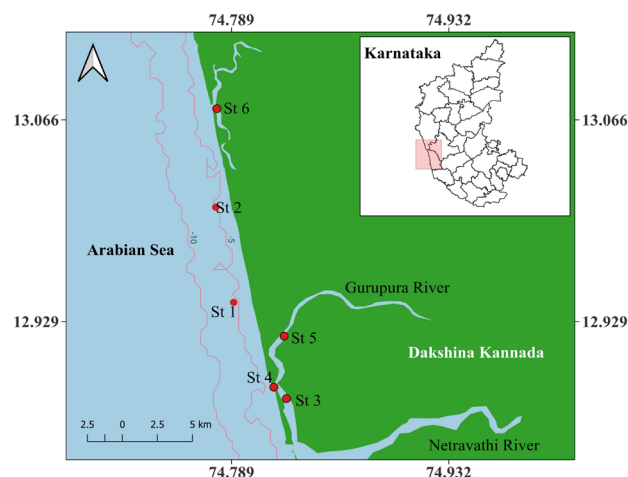 74.789 74.932
Karnataka
St 6
13.066 13.066
St 2
Arabian Sea
-10 -5
Gurupura River
St 1
12.929 12.929
St 5
Dakshina Kannada
St 4
St 3
2.5 0 2.5 5 km
Netravathi River
74.789 74.932